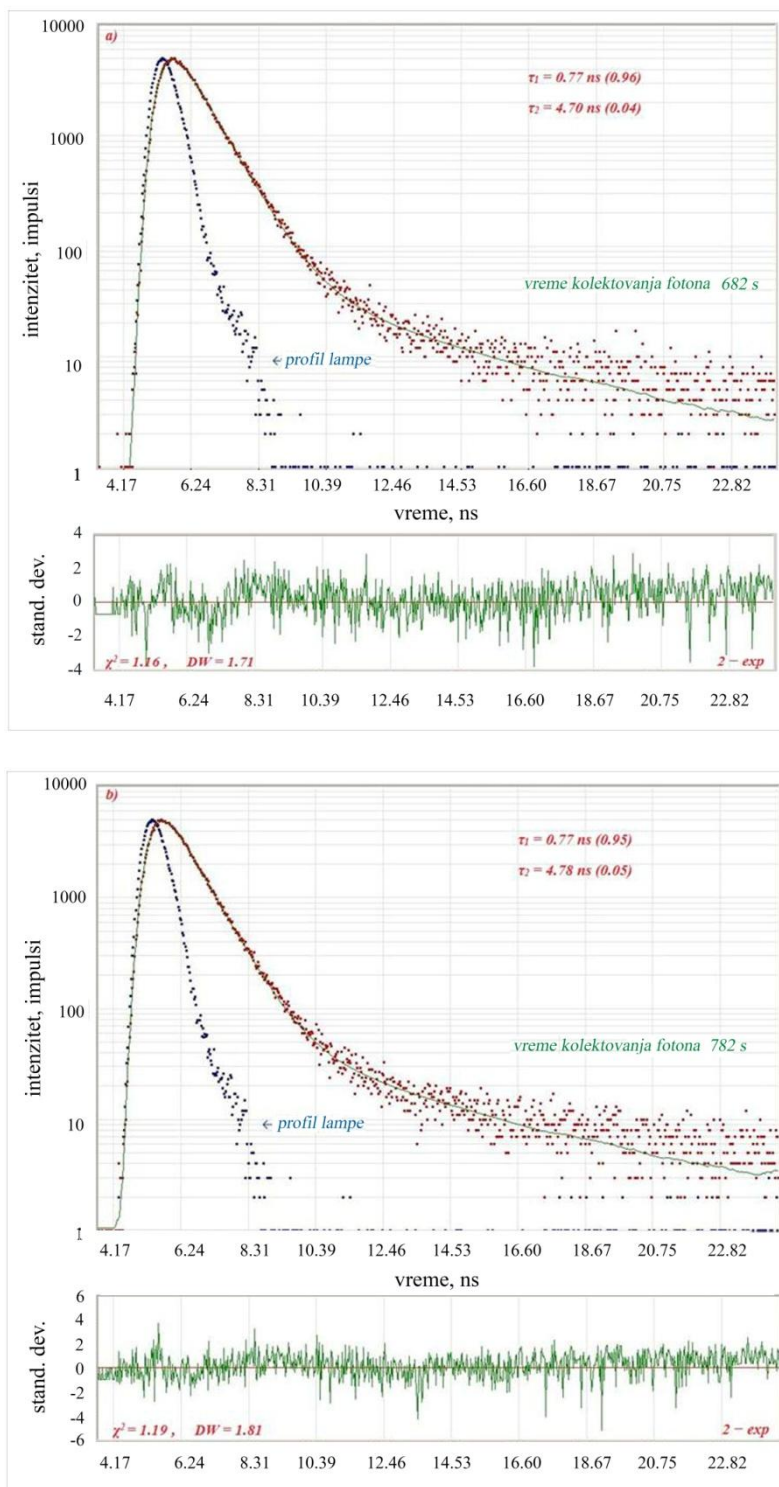 10000
a)
τ1 = 0.77 ns (0.96)
τ2 = 4.70 ns (0.04)
1000
intenzitet, impulsi
100
vreme kolektovanja fotona 682 s
10
← profil lampe
1
4.17 6.24 8.31 10.39 12.46 14.53 16.60 18.67 20.75 22.82
vreme, ns
4
2
0
-2
-4
stand. dev.
χ² = 1.16 , DW = 1.71 2 − exp
4.17 6.24 8.31 10.39 12.46 14.53 16.60 18.67 20.75 22.82
10000
b)
τ1 = 0.77 ns (0.95)
τ2 = 4.78 ns (0.05)
1000
intenzitet, impulsi
100
vreme kolektovanja fotona 782 s
10
← profil lampe
1
4.17 6.24 8.31 10.39 12.46 14.53 16.60 18.67 20.75 22.82
vreme, ns
6
4
2
0
-2
-4
-6
stand. dev.
χ² = 1.19 , DW = 1.81 2 − exp
4.17 6.24 8.31 10.39 12.46 14.53 16.60 18.67 20.75 22.82